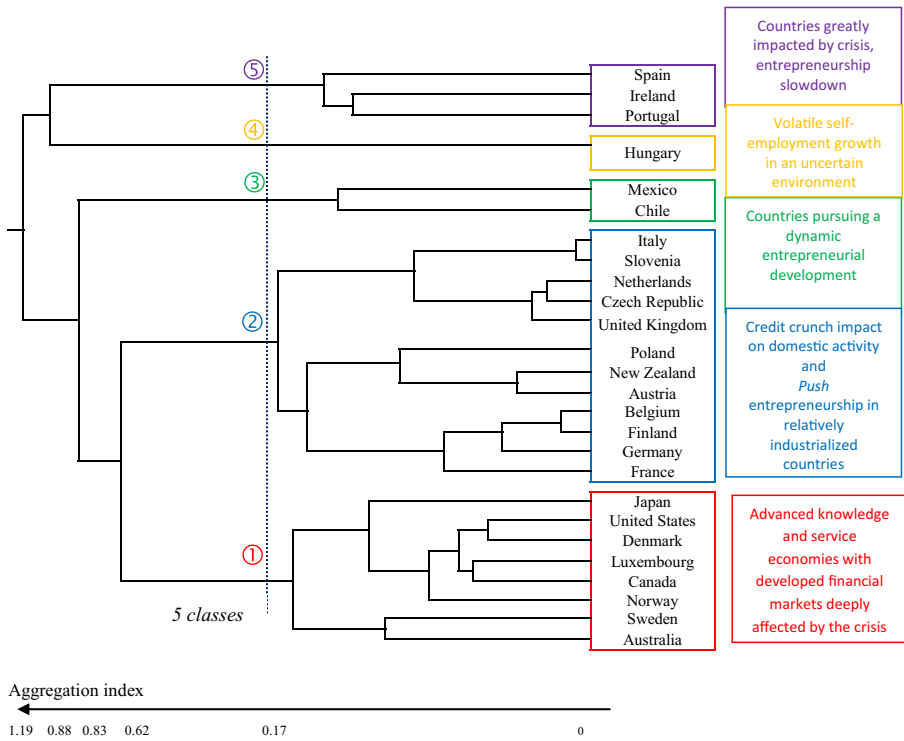 Countries greatly
impacted by crisis,
entrepreneurship
slowdown
⑤
Spain
Ireland
Portugal
④
Hungary
Volatile self-
employment growth
in an uncertain
environment
③
Mexico
Chile
Countries pursuing a
dynamic
entrepreneurial
development
②
Italy
Slovenia
Netherlands
Czech Republic
United Kingdom
Poland
New Zealand
Austria
Belgium
Finland
Germany
France
Credit crunch impact
on domestic activity
and
Push
entrepreneurship in
relatively
industrialized
countries
①
Japan
United States
Denmark
Luxembourg
Canada
Norway
Sweden
Australia
Advanced knowledge
and service
economies with
developed financial
markets deeply
affected by the crisis
5 classes
Aggregation index
1.19 0.88 0.83 0.62 0.17 0